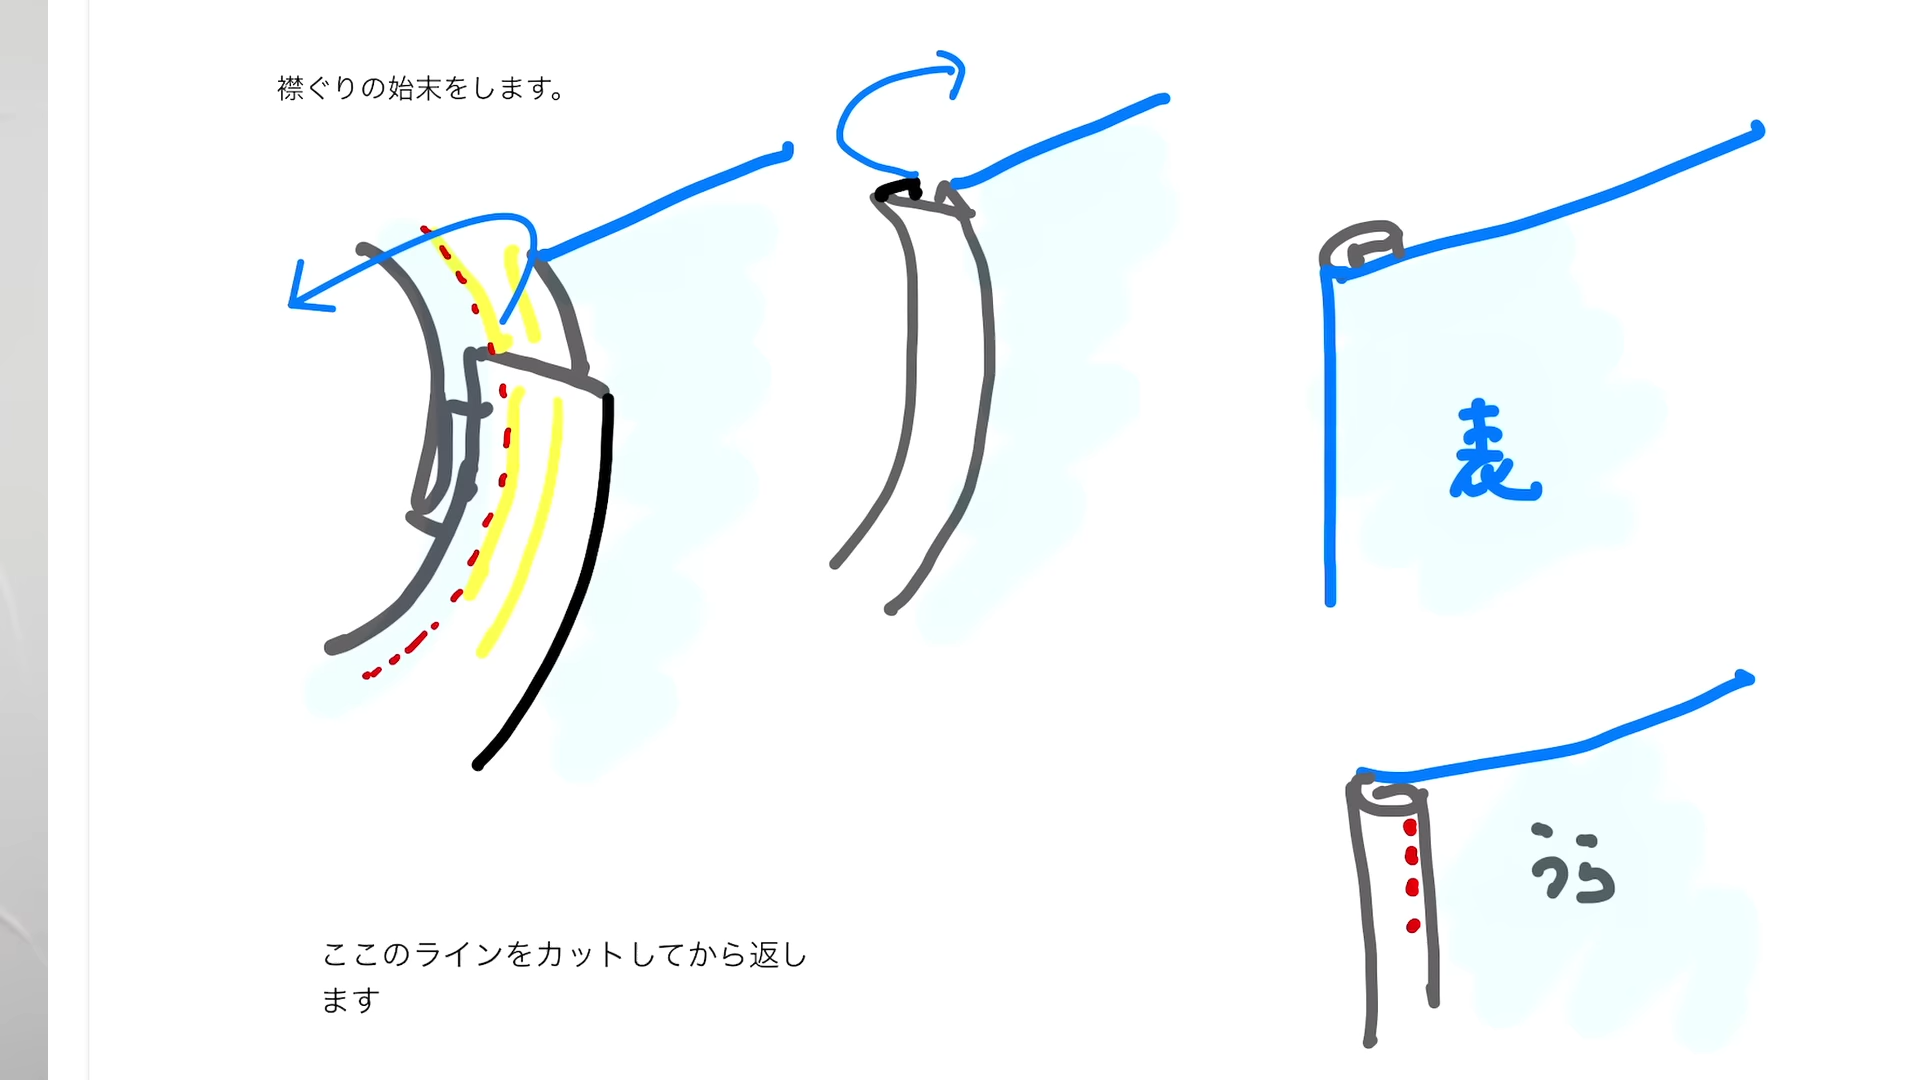 襟ぐりの始末をします。
表
うら
ここのラインをカットしてから返し
ます